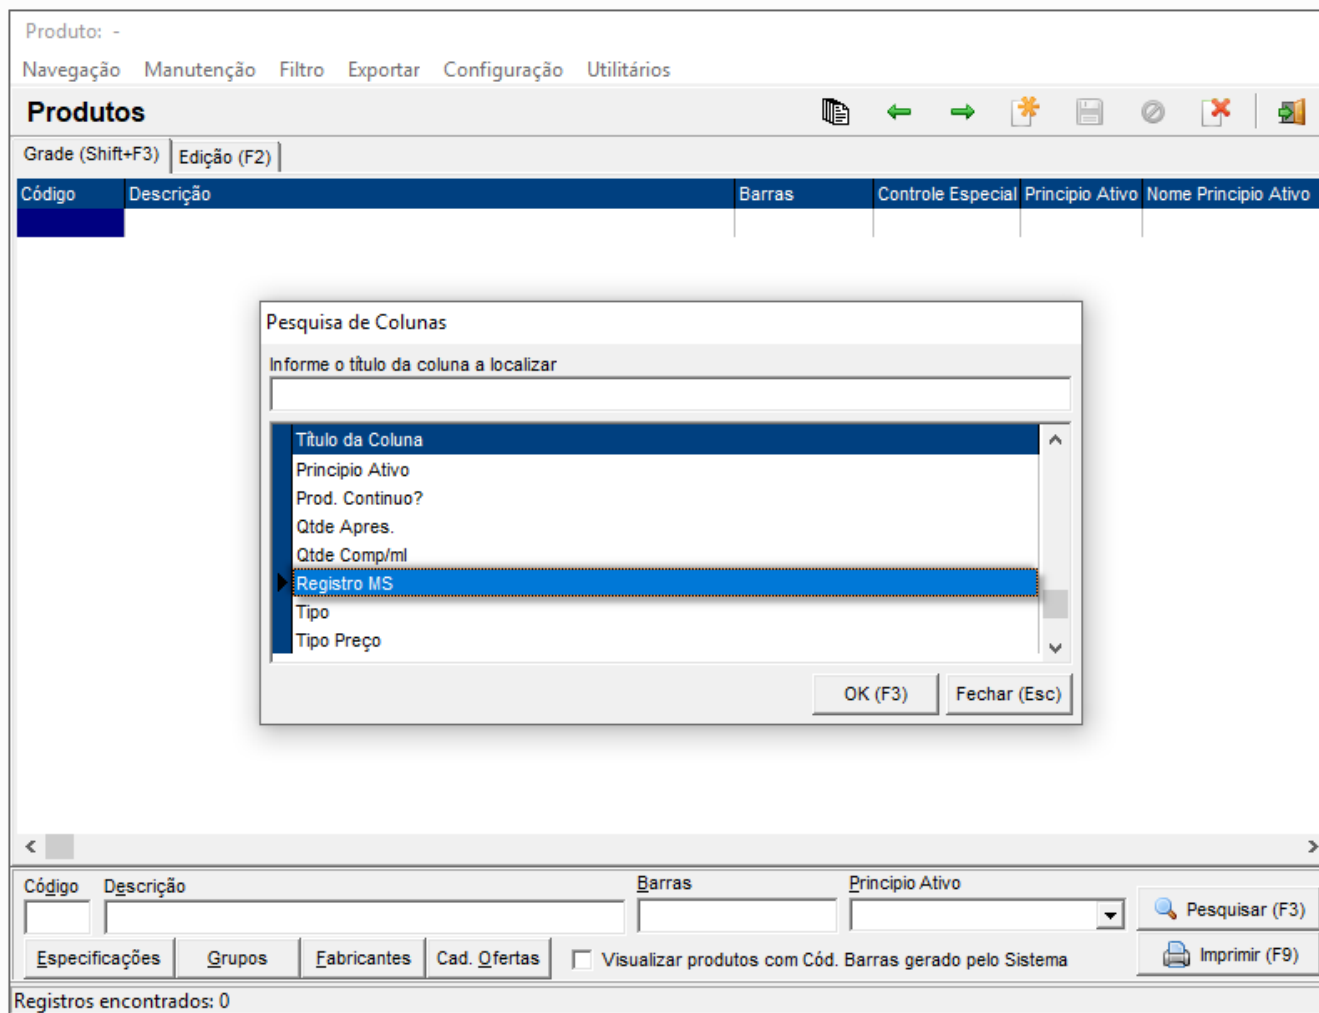 Produto: -
Navegação Manutenção Filtro Exportar Configuração Utilitários
Produtos
Grade (Shift+F3) Edição (F2)
Código Descrição Barras Controle Especial Principio Ativo Nome Principio Ativo
Pesquisa de Colunas
Informe o título da coluna a localizar
Título da Coluna
Principio Ativo
Prod. Continuo?
Qtde Apres.
Qtde Comp/ml
Registro MS
Tipo
Tipo Preço
OK (F3) Fechar (Esc)
Código Descrição Barras Principio Ativo
Pesquisar (F3)
Especificações Grupos Fabricantes Cad. Ofertas Visualizar produtos com Cód. Barras gerado pelo Sistema Imprimir (F9)
Registros encontrados: 0